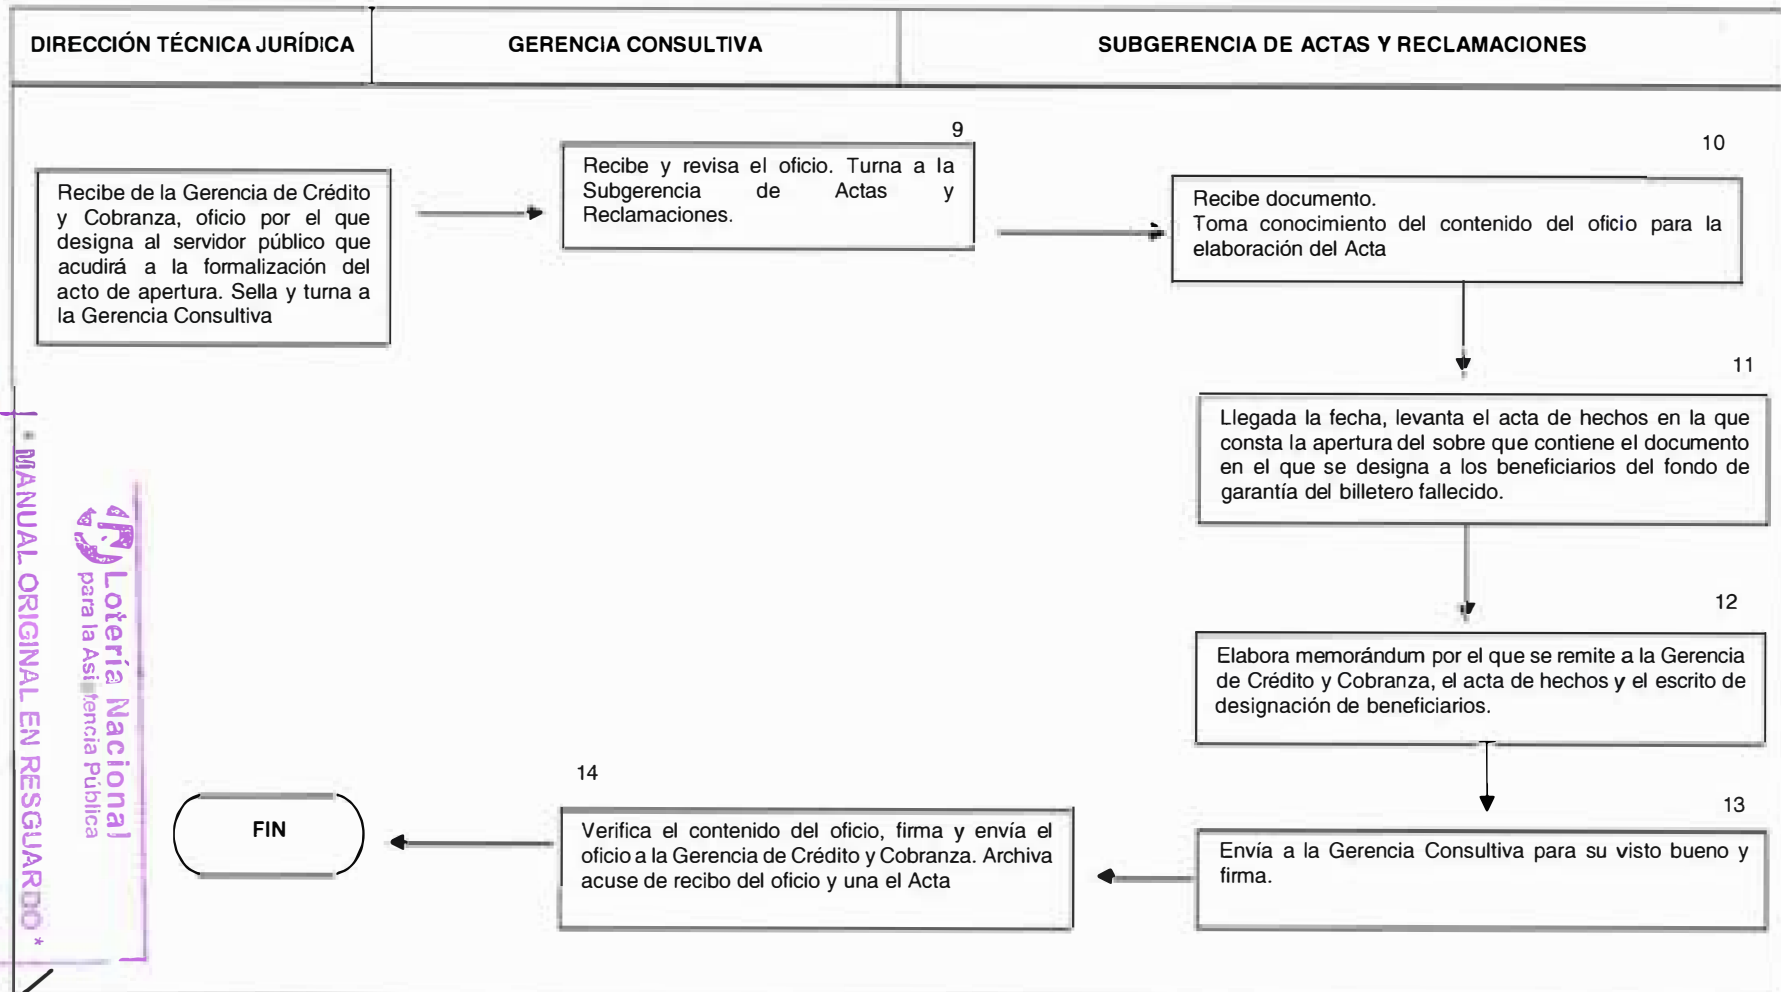 DIRECCIÓN TÉCNICA JURÍDICA
GERENCIA CONSULTIVA
SUBGERENCIA DE ACTAS Y RECLAMACIONES
Recibe de la Gerencia de Crédito
y Cobranza, oficio por el que
designa al servidor público que
acudirá a la formalización del
acto de apertura. Sella y turna a
la Gerencia Consultiva
9
Recibe y revisa el oficio. Turna a la
Subgerencia de Actas y
Reclamaciones.
10
Recibe documento.
Toma conocimiento del contenido del oficio para la
elaboración del Acta
11
Llegada la fecha, levanta el acta de hechos en la que
consta la apertura del sobre que contiene el documento
en el que se designa a los beneficiarios del fondo de
garantía del billetero fallecido.
12
Elabora memorándum por el que se remite a la Gerencia
de Crédito y Cobranza, el acta de hechos y el escrito de
designación de beneficiarios.
13
Envía a la Gerencia Consultiva para su visto bueno y
firma.
14
Verifica el contenido del oficio, firma y envía el
oficio a la Gerencia de Crédito y Cobranza. Archiva
acuse de recibo del oficio y una el Acta
FIN
Lotería Nacional
para la Asistencia Pública
* MANUAL ORIGINAL EN RESGUARDO *